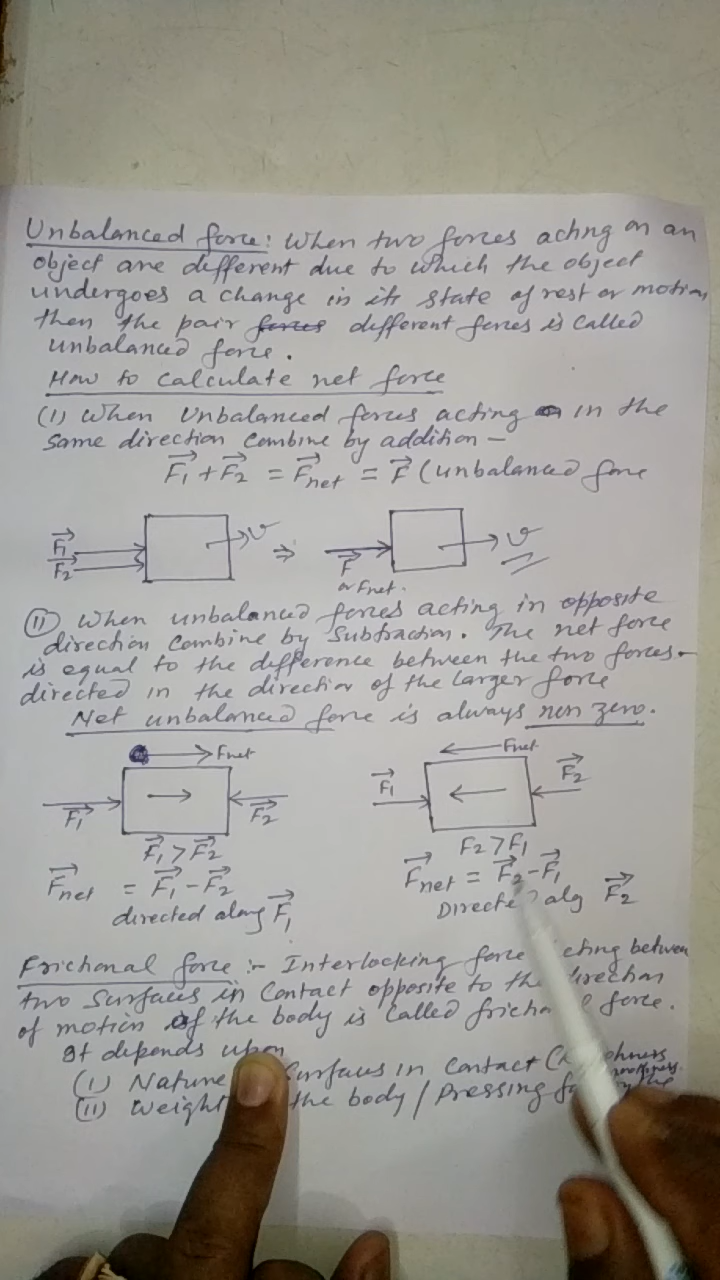 Unbalanced force: When two forces acting on an
object are different due to which the object
undergoes a change in its state of rest or motion
then the pair forces different forces is called
unbalanced force.
How to calculate net force
(I) When Unbalanced forces acting in the
same direction combine by addition –
F₁ + F₂ = Fnet = F (unbalanced force
F₁
F₂
v ⇒
F
or Fnet.
v
(II) When unbalanced forces acting in opposite
direction combine by subtraction. The net force
is equal to the difference between the two forces
directed in the direction of the larger force
Net unbalanced force is always non zero.
Fnet
F₁
F₂
F₁ > F₂
Fnet = F₁ – F₂
directed along F₁
Fnet
F₁
F₂
F₂ > F₁
Fnet = F₂ – F₁
Directed alg F₂
Frictional force :- Interlocking force between
two surfaces in contact opposite to the direction
of motion of the body is called force.
It depends upon
(I) Nature surfaces in contact
(II) Weight the body / Pressing